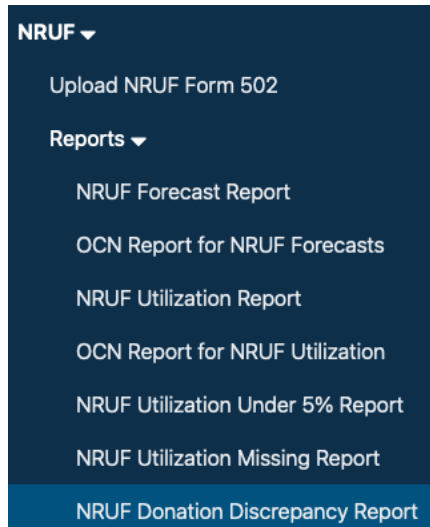 NRUF
Upload NRUF Form 502
Reports
NRUF Forecast Report
OCN Report for NRUF Forecasts
NRUF Utilization Report
OCN Report for NRUF Utilization
NRUF Utilization Under 5% Report
NRUF Utilization Missing Report
NRUF Donation Discrepancy Report